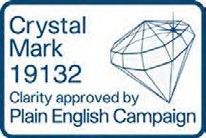 Crystal
Mark
19132
Clarity approved by
Plain English Campaign